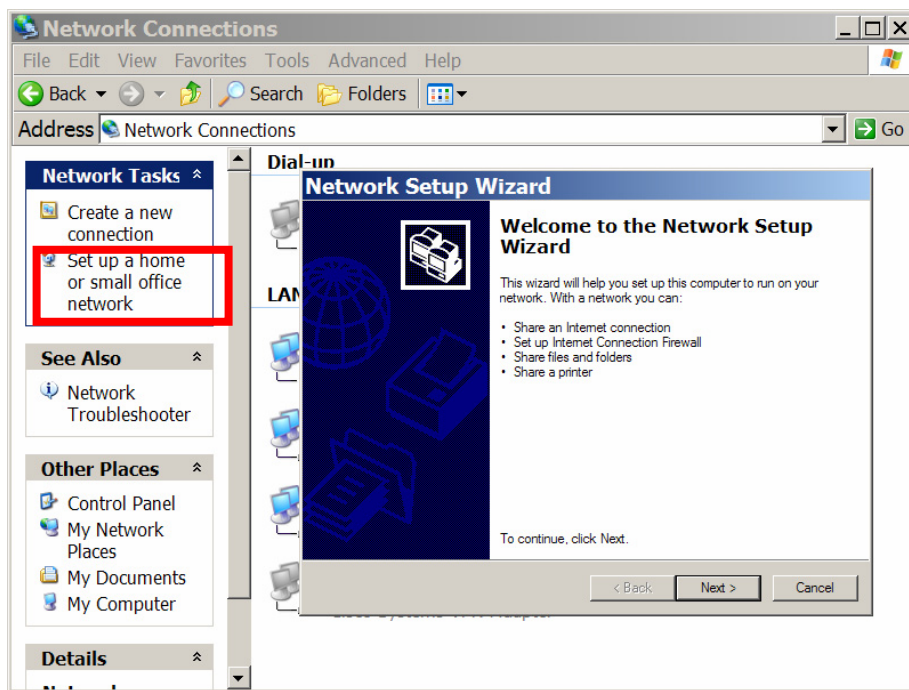 Network Connections
File Edit View Favorites Tools Advanced Help
Back Search Folders
Address Network Connections Go
Network Tasks
Create a new
connection
Set up a home
or small office
network
See Also
Network
Troubleshooter
Other Places
Control Panel
My Network
Places
My Documents
My Computer
Details
Dial-up
LAN
Network Setup Wizard
Welcome to the Network Setup
Wizard
This wizard will help you set up this computer to run on your
network. With a network you can:
• Share an Internet connection
• Set up Internet Connection Firewall
• Share files and folders
• Share a printer
To continue, click Next.
< Back Next > Cancel